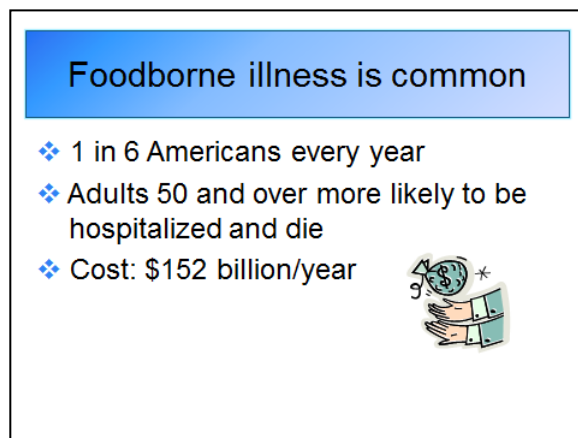 Foodborne illness is common
❖ 1 in 6 Americans every year
❖ Adults 50 and over more likely to be
hospitalized and die
❖ Cost: $152 billion/year
$